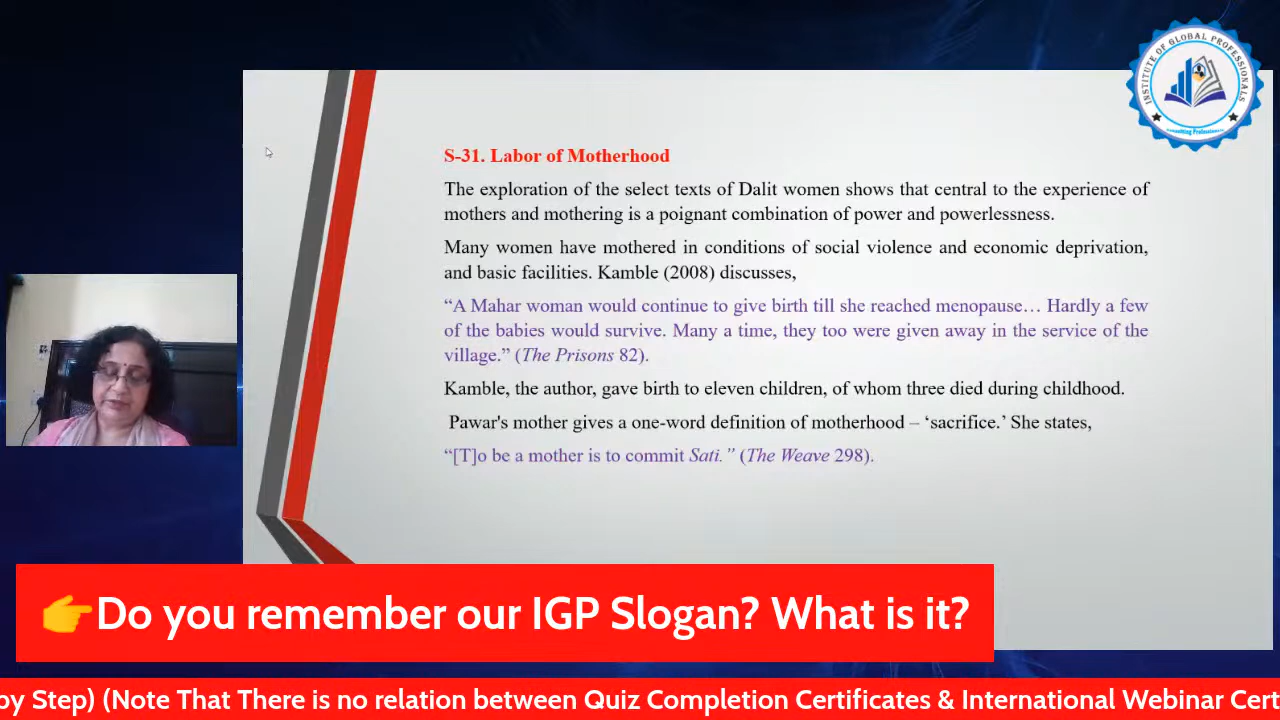 INSTITUTE OF GLOBAL PROFESSIONALS
Connecting Professionals
S-31. Labor of Motherhood
The exploration of the select texts of Dalit women shows that central to the experience of
mothers and mothering is a poignant combination of power and powerlessness.
Many women have mothered in conditions of social violence and economic deprivation,
and basic facilities. Kamble (2008) discusses,
“A Mahar woman would continue to give birth till she reached menopause… Hardly a few
of the babies would survive. Many a time, they too were given away in the service of the
village.” (The Prisons 82).
Kamble, the author, gave birth to eleven children, of whom three died during childhood.
Pawar's mother gives a one-word definition of motherhood – ‘sacrifice.’ She states,
“[T]o be a mother is to commit Sati.” (The Weave 298).
👉Do you remember our IGP Slogan? What is it?
by Step) (Note That There is no relation between Quiz Completion Certificates & International Webinar Cert